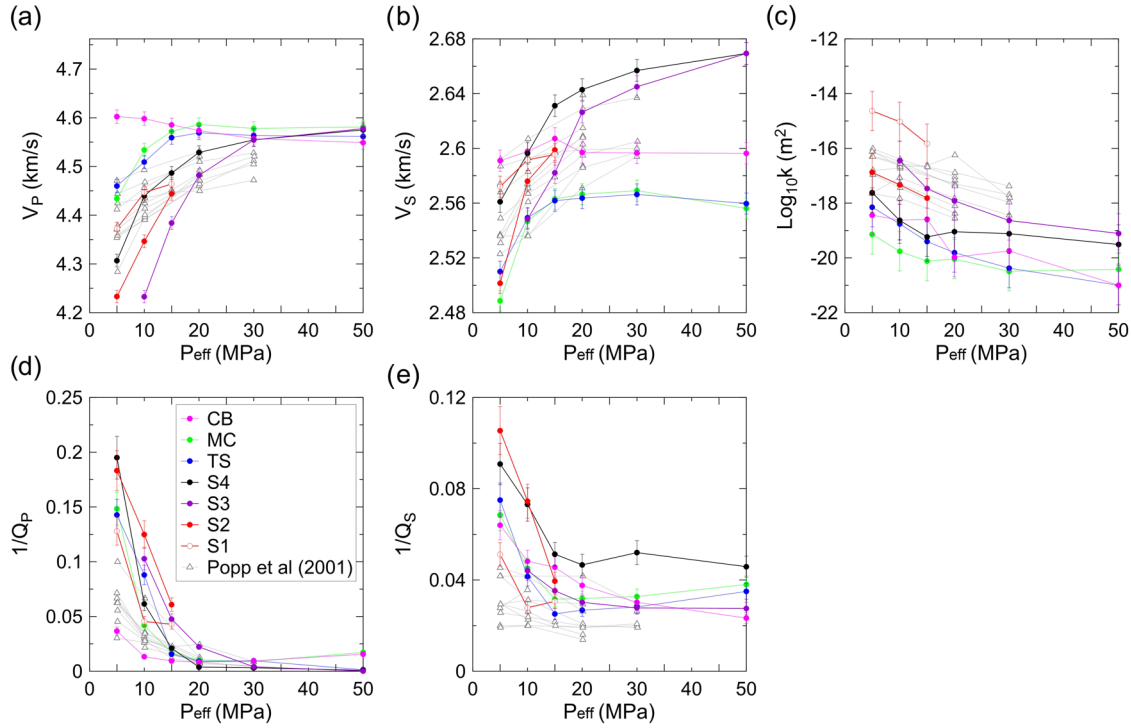 (a)
4.7
4.6
4.5
4.4
4.3
4.2
VP (km/s)
0 10 20 30 40 50
Peff (MPa)
(b)
2.68
2.64
2.6
2.56
2.52
2.48
VS (km/s)
0 10 20 30 40 50
Peff (MPa)
(c)
-12
-14
-16
-18
-20
-22
Log10k (m2)
0 10 20 30 40 50
Peff (MPa)
(d)
0.25
0.2
0.15
0.1
0.05
0
1/QP
0 10 20 30 40 50
Peff (MPa)
CB
MC
TS
S4
S3
S2
S1
Popp et al (2001)
(e)
0.12
0.08
0.04
0
1/QS
0 10 20 30 40 50
Peff (MPa)